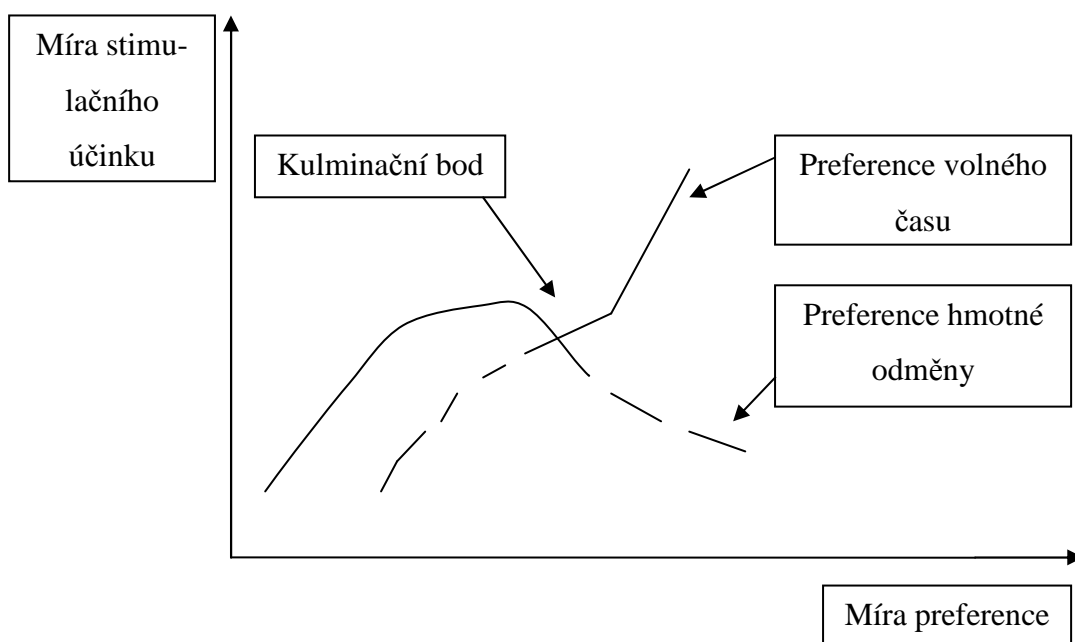 Míra stimu-
lačního
účinku
Kulminační bod
Preference volného
času
Preference hmotné
odměny
Míra preference